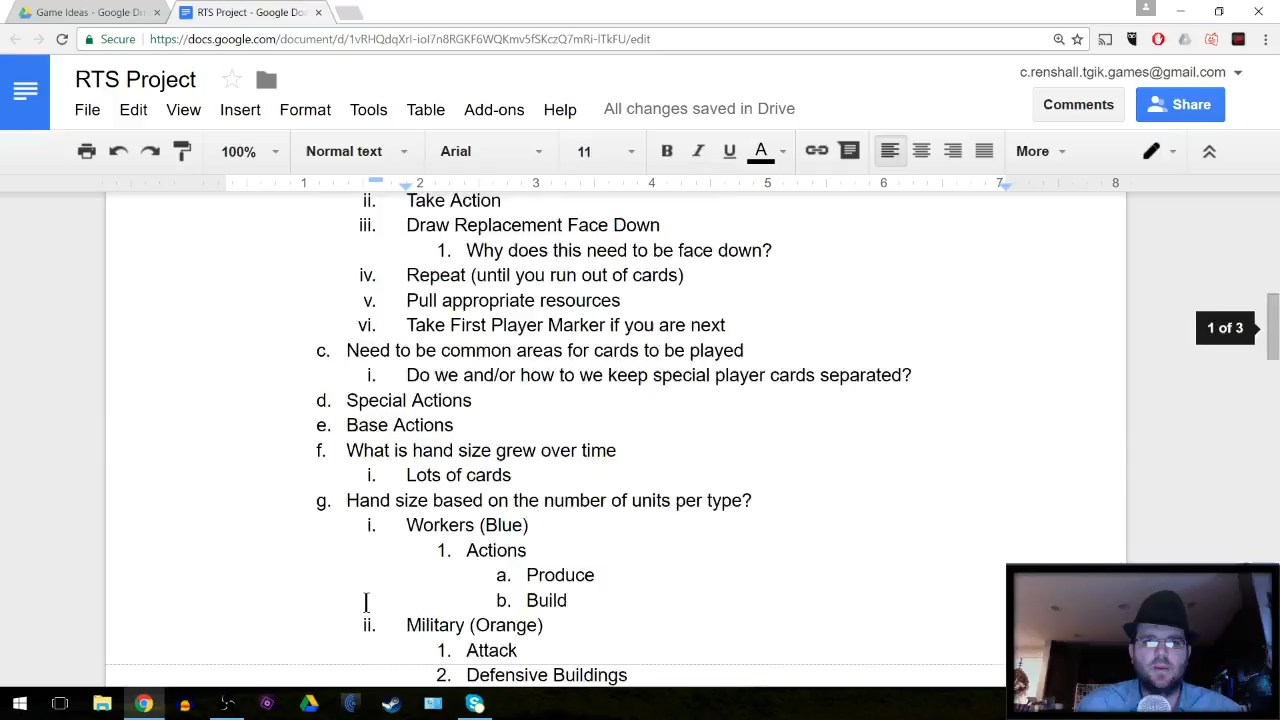 Game Ideas - Google Dr
RTS Project - Google Do
Secure
https://docs.google.com/document/d/1vRHQdqXrl-ioI7n8RGKF6WQKmv5fSKczQ7mRi-lTkFU/edit
RTS Project
c.renshall.tgik.games@gmail.com
File Edit View Insert Format Tools Table Add-ons Help All changes saved in Drive
Comments
Share
100% Normal text Arial 11 B I U A More
1 2 3 4 5 6 7 8
ii. Take Action
iii. Draw Replacement Face Down
1. Why does this need to be face down?
iv. Repeat (until you run out of cards)
v. Pull appropriate resources
vi. Take First Player Marker if you are next
1 of 3
c. Need to be common areas for cards to be played
i. Do we and/or how to we keep special player cards separated?
d. Special Actions
e. Base Actions
f. What is hand size grew over time
i. Lots of cards
g. Hand size based on the number of units per type?
i. Workers (Blue)
1. Actions
a. Produce
b. Build
ii. Military (Orange)
1. Attack
2. Defensive Buildings